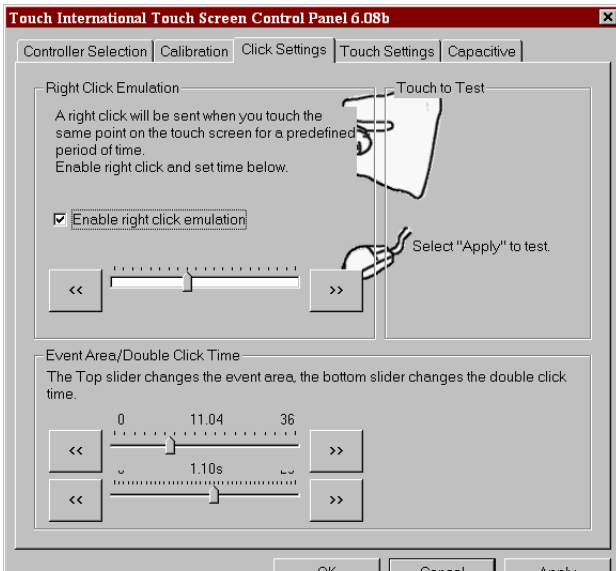 Touch International Touch Screen Control Panel 6.08b
Controller Selection Calibration Click Settings Touch Settings Capacitive
Right Click Emulation
A right click will be sent when you touch the
same point on the touch screen for a predefined
period of time.
Enable right click and set time below.
Enable right click emulation
<< >>
Touch to Test
Select "Apply" to test.
Event Area/Double Click Time
The Top slider changes the event area, the bottom slider changes the double click
time.
0 11.04 36
<< >>
1.10s
<< >>
OK Cancel Apply